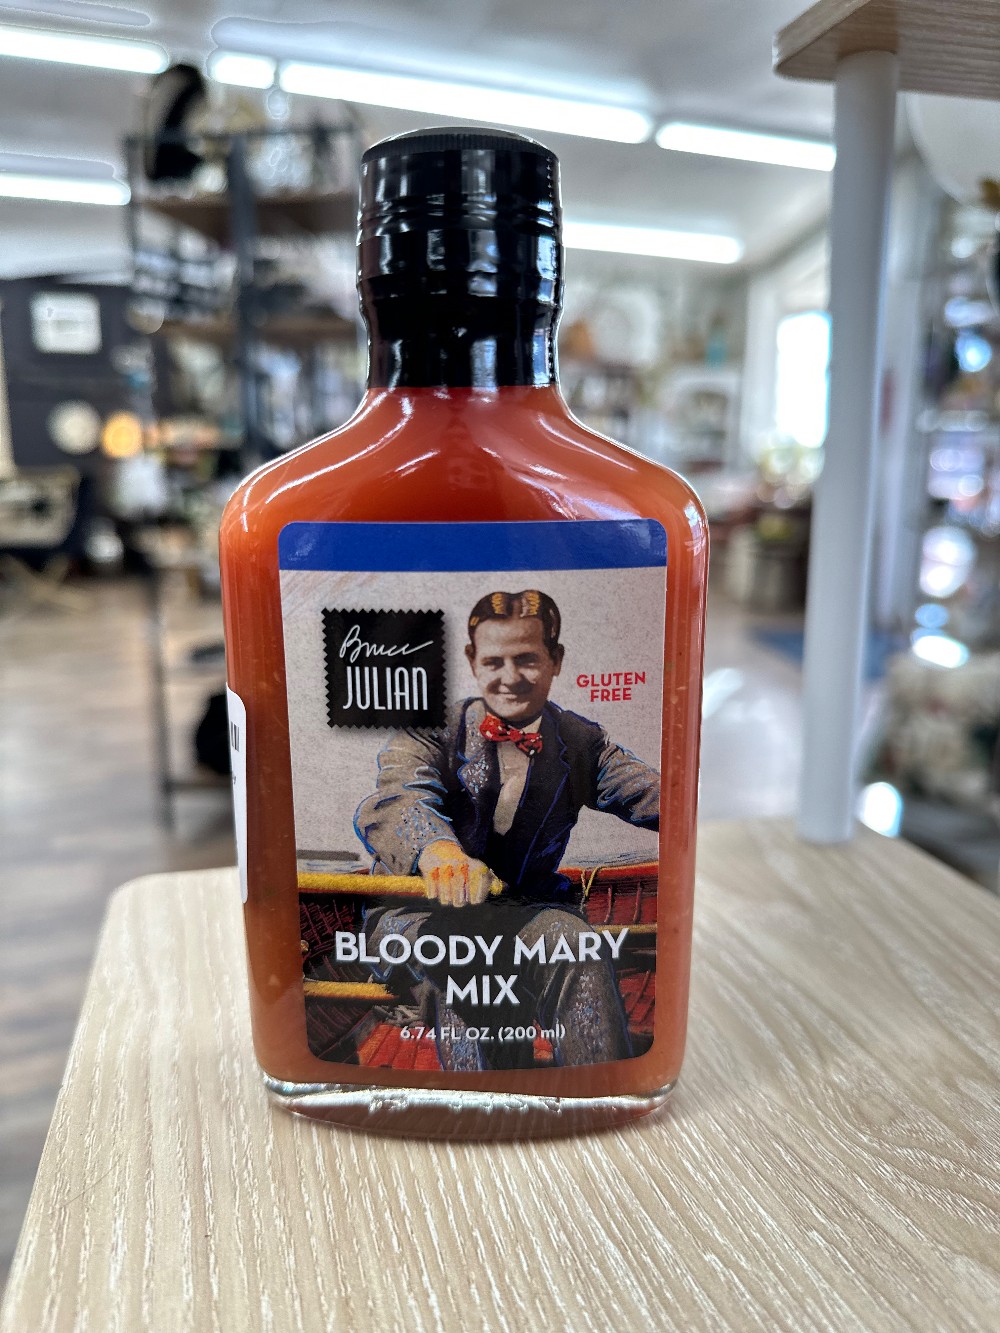 Bruce
JULIAN
GLUTEN
FREE
BLOODY MARY
MIX
6.74 FL OZ. (200 ml)